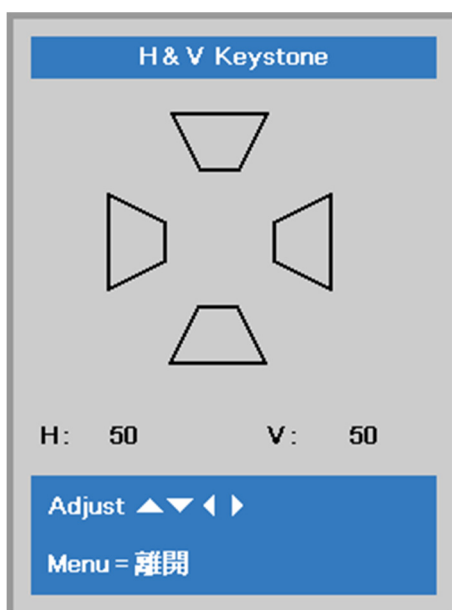 H & V Keystone
H: 50 V: 50
Adjust ▲▼◀▶
Menu = 離開